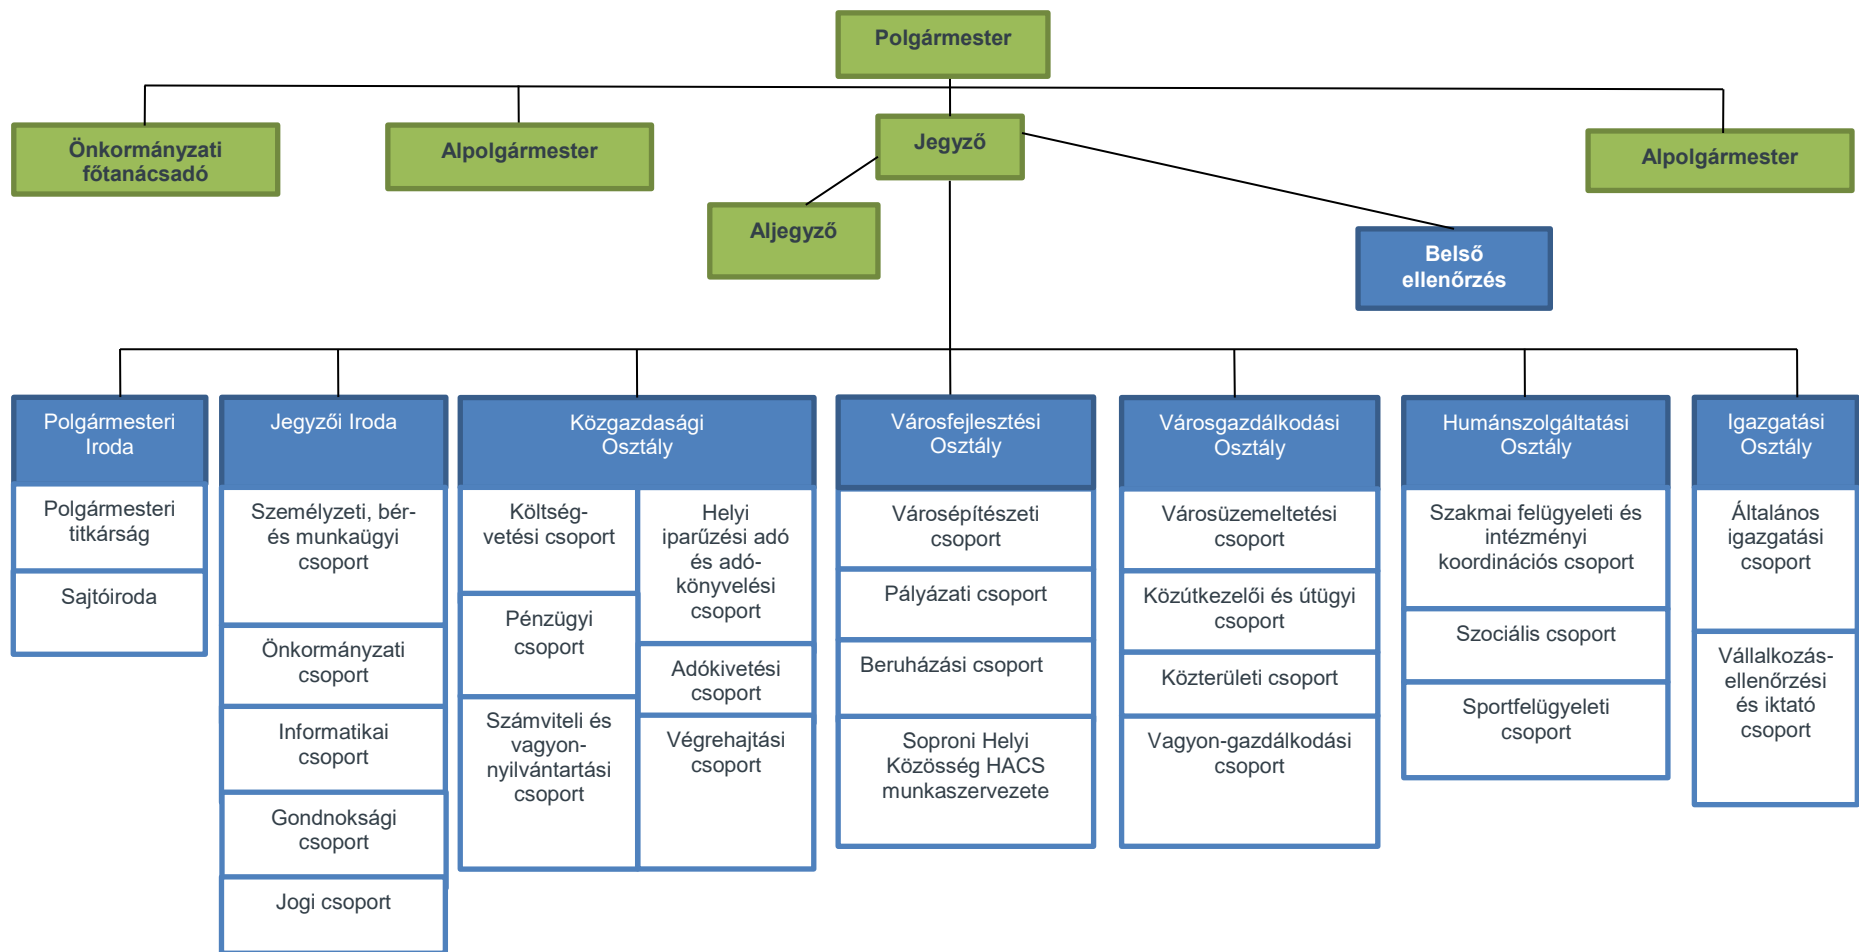 Polgármester
Önkormányzati
főtanácsadó
Alpolgármester
Jegyző
Alpolgármester
Aljegyző
Belső
ellenőrzés
Polgármesteri
Iroda
Polgármesteri
titkárság
Sajtóiroda
Jegyzői Iroda
Személyzeti, bér-
és munkaügyi
csoport
Önkormányzati
csoport
Informatikai
csoport
Gondnoksági
csoport
Jogi csoport
Közgazdasági
Osztály
Költség-
vetési csoport
Pénzügyi
csoport
Számviteli és
vagyon-
nyilvántartási
csoport
Helyi
iparűzési adó
és adó-
könyvelési
csoport
Adókivetési
csoport
Végrehajtási
csoport
Városfejlesztési
Osztály
Városépítészeti
csoport
Pályázati csoport
Beruházási csoport
Soproni Helyi
Közösség HACS
munkaszervezete
Városgazdálkodási
Osztály
Városüzemeltetési
csoport
Közútkezelői és útügyi
csoport
Közterületi csoport
Vagyon-gazdálkodási
csoport
Humánszolgáltatási
Osztály
Szakmai felügyeleti és
intézményi
koordinációs csoport
Szociális csoport
Sportfelügyeleti
csoport
Igazgatási
Osztály
Általános
igazgatási
csoport
Vállalkozás-
ellenőrzési
és iktató
csoport